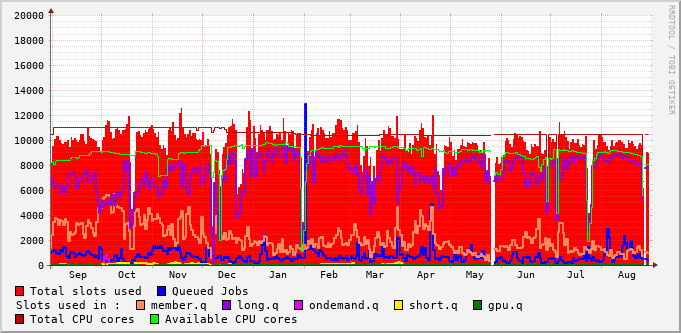 20000
18000
16000
14000
12000
10000
8000
6000
4000
2000
0
Sep Oct Nov Dec Jan Feb Mar Apr May Jun Jul Aug
Total slots used Queued Jobs
Slots used in : member.q long.q ondemand.q short.q gpu.q
Total CPU cores Available CPU cores
RRDTOOL / TOBI OETIKER